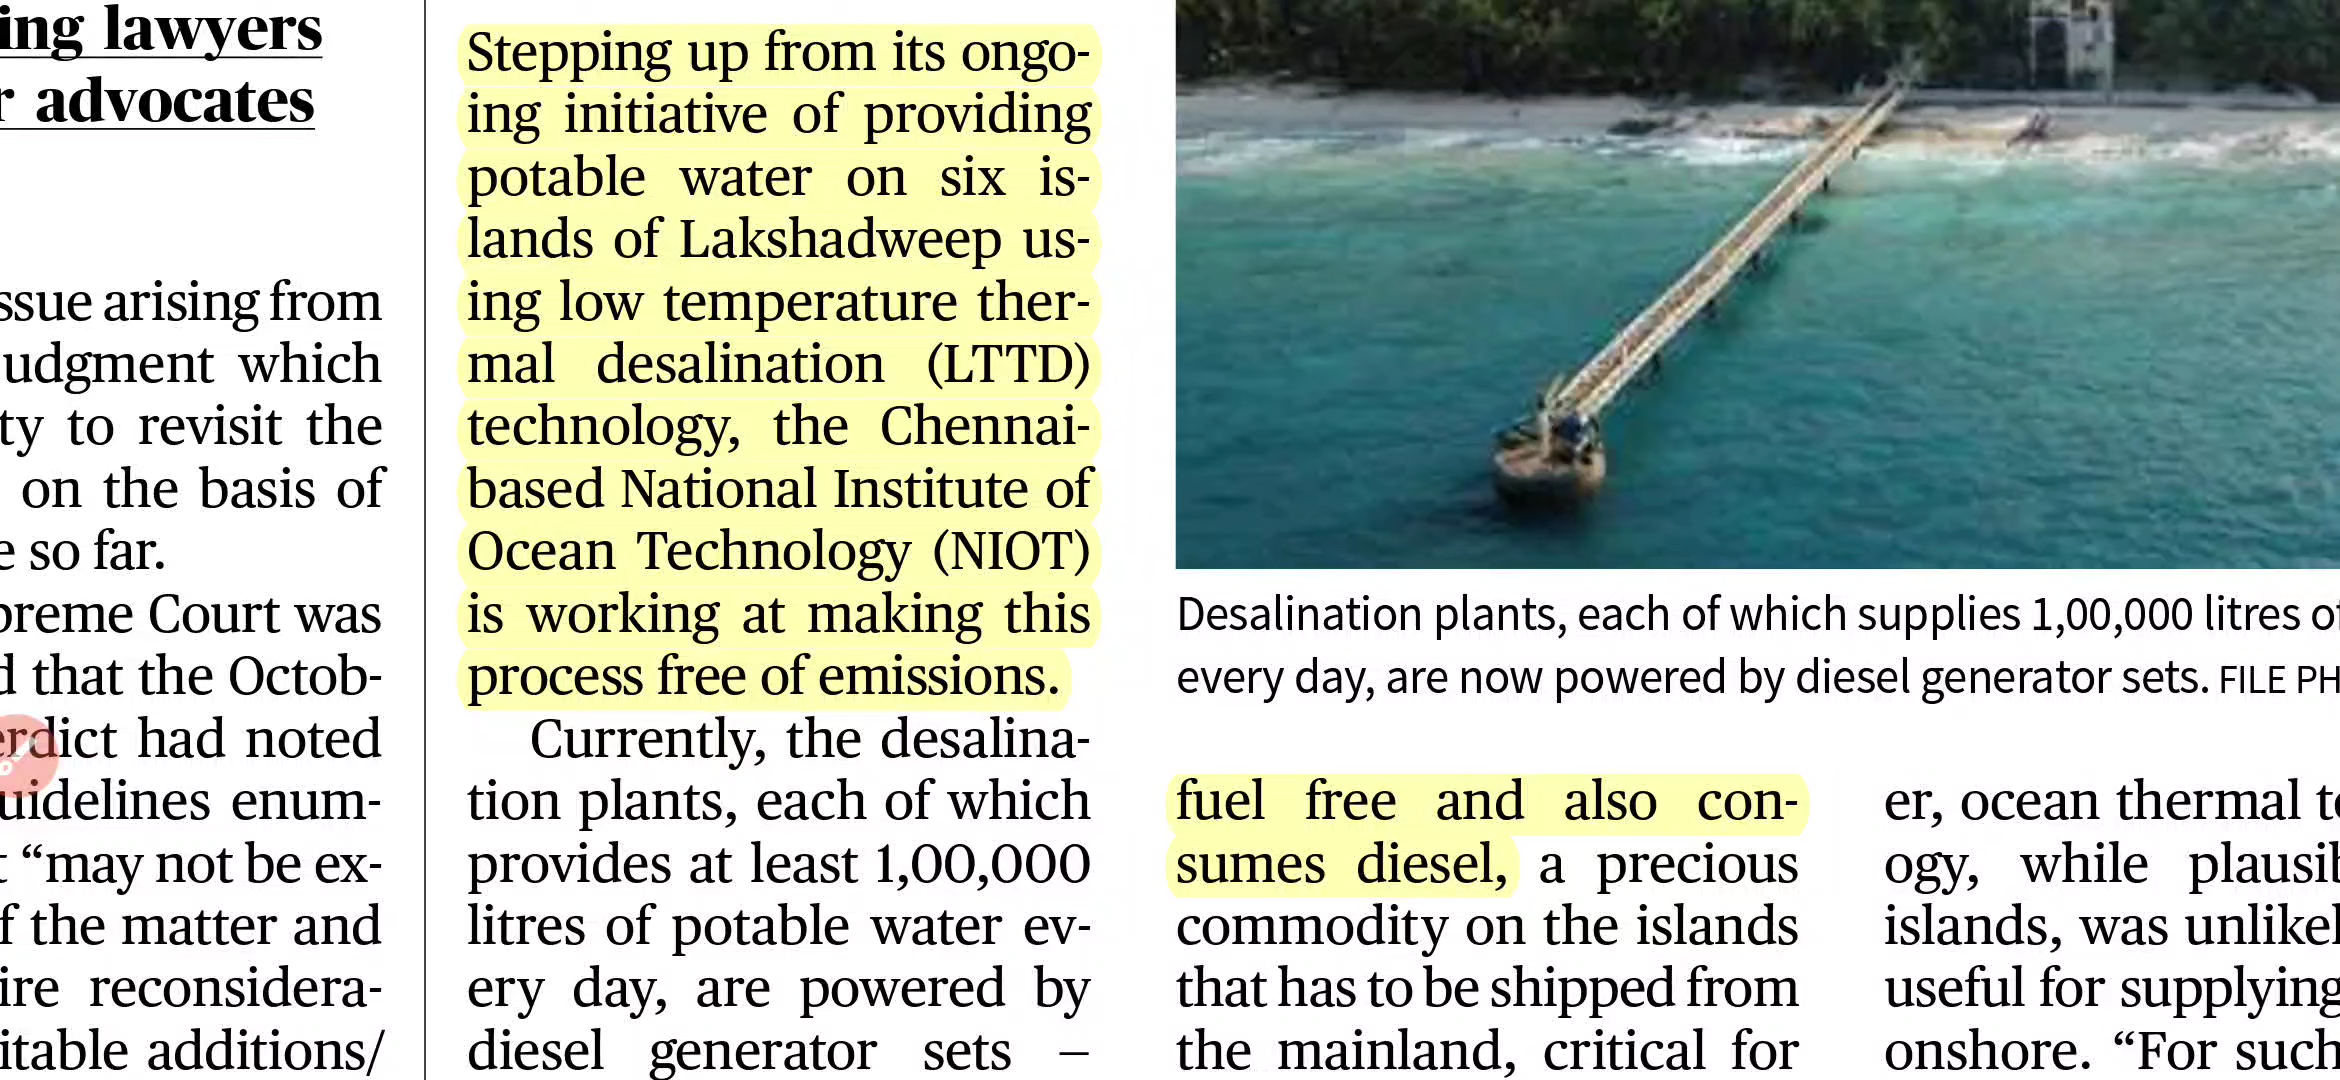 ing lawyers
advocates
ssue arising from
udgment which
ty to revisit the
on the basis of
e so far.
preme Court was
d that the Octob-
erdict had noted
uidelines enum-
t “may not be ex-
f the matter and
ire reconsidera-
itable additions/
Stepping up from its ongo-
ing initiative of providing
potable water on six is-
lands of Lakshadweep us-
ing low temperature ther-
mal desalination (LTTD)
technology, the Chennai-
based National Institute of
Ocean Technology (NIOT)
is working at making this
process free of emissions.
Currently, the desalina-
tion plants, each of which
provides at least 1,00,000
litres of potable water ev-
ery day, are powered by
diesel generator sets –
Desalination plants, each of which supplies 1,00,000 litres of
every day, are now powered by diesel generator sets. FILE PH
fuel free and also con-
sumes diesel, a precious
commodity on the islands
that has to be shipped from
the mainland, critical for
er, ocean thermal te
ogy, while plausib
islands, was unlikel
useful for supplying
onshore. “For such